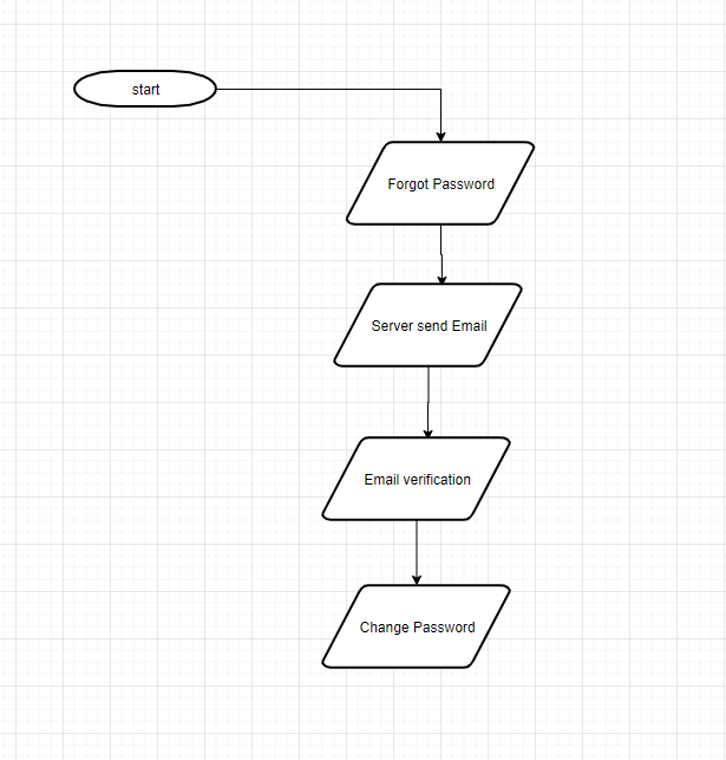 start
Forgot Password
Server send Email
Email verification
Change Password